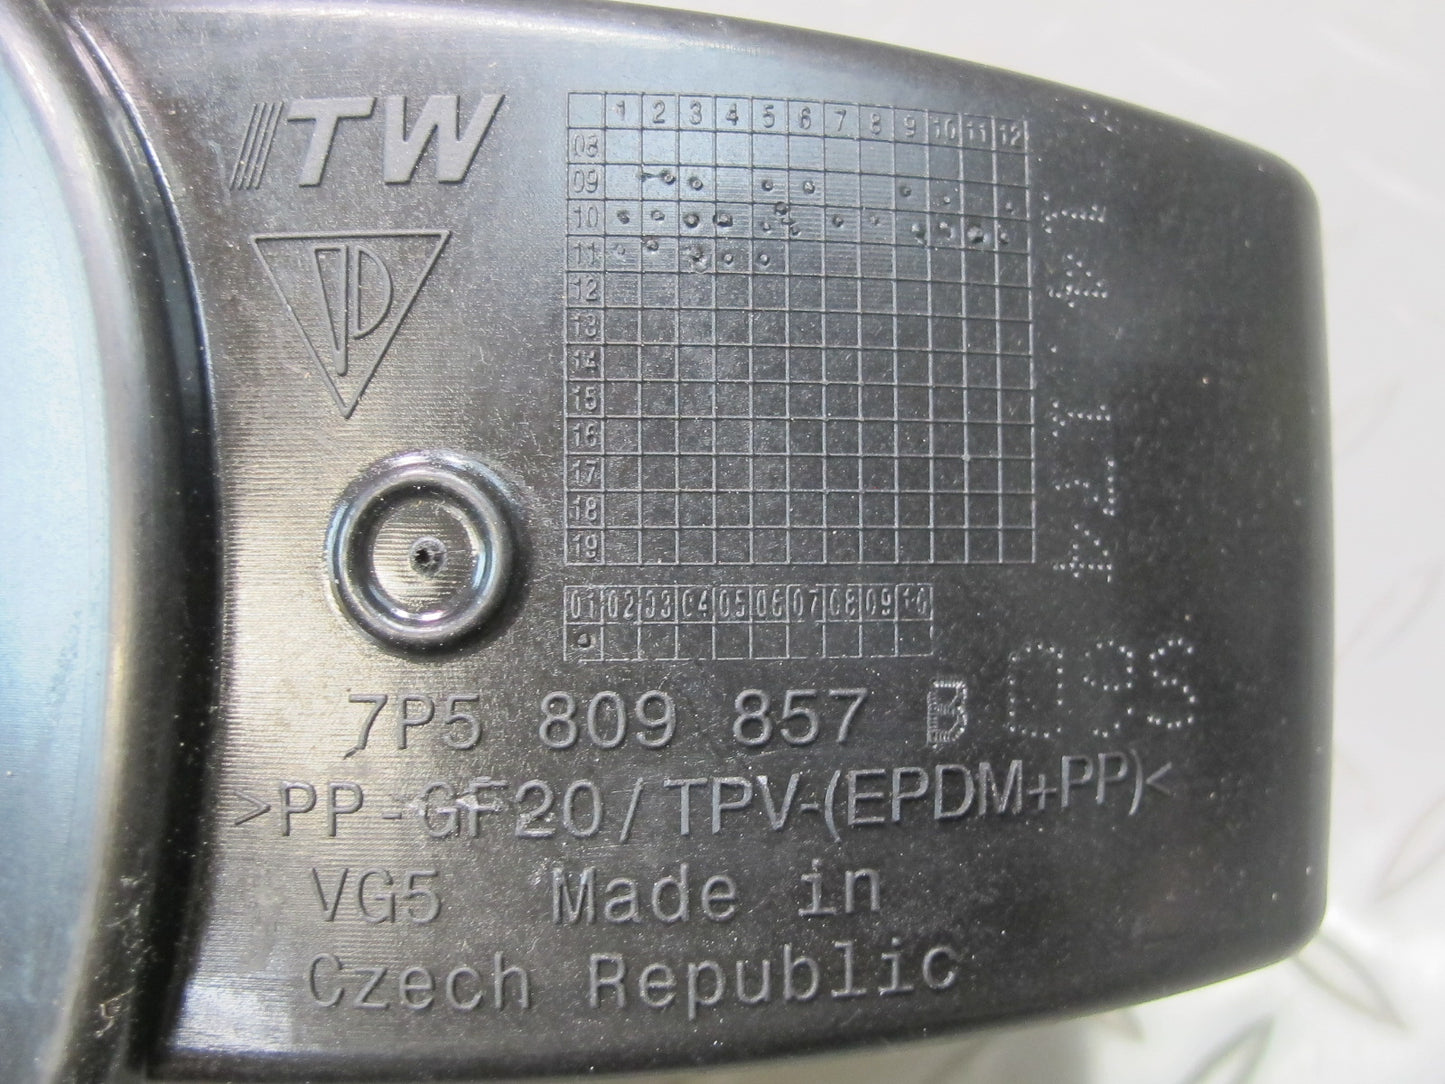 ITW
1 2 3 4 5 6 7 8 9 10 11 12
08
09
10
11
12
13
14
15
16
17
18
19
01 02 03 04 05 06 07 08 09 10
7P5 809 857 B
>PP-GF20/TPV-(EPDM+PP)<
VG5 Made in
Czech Republic